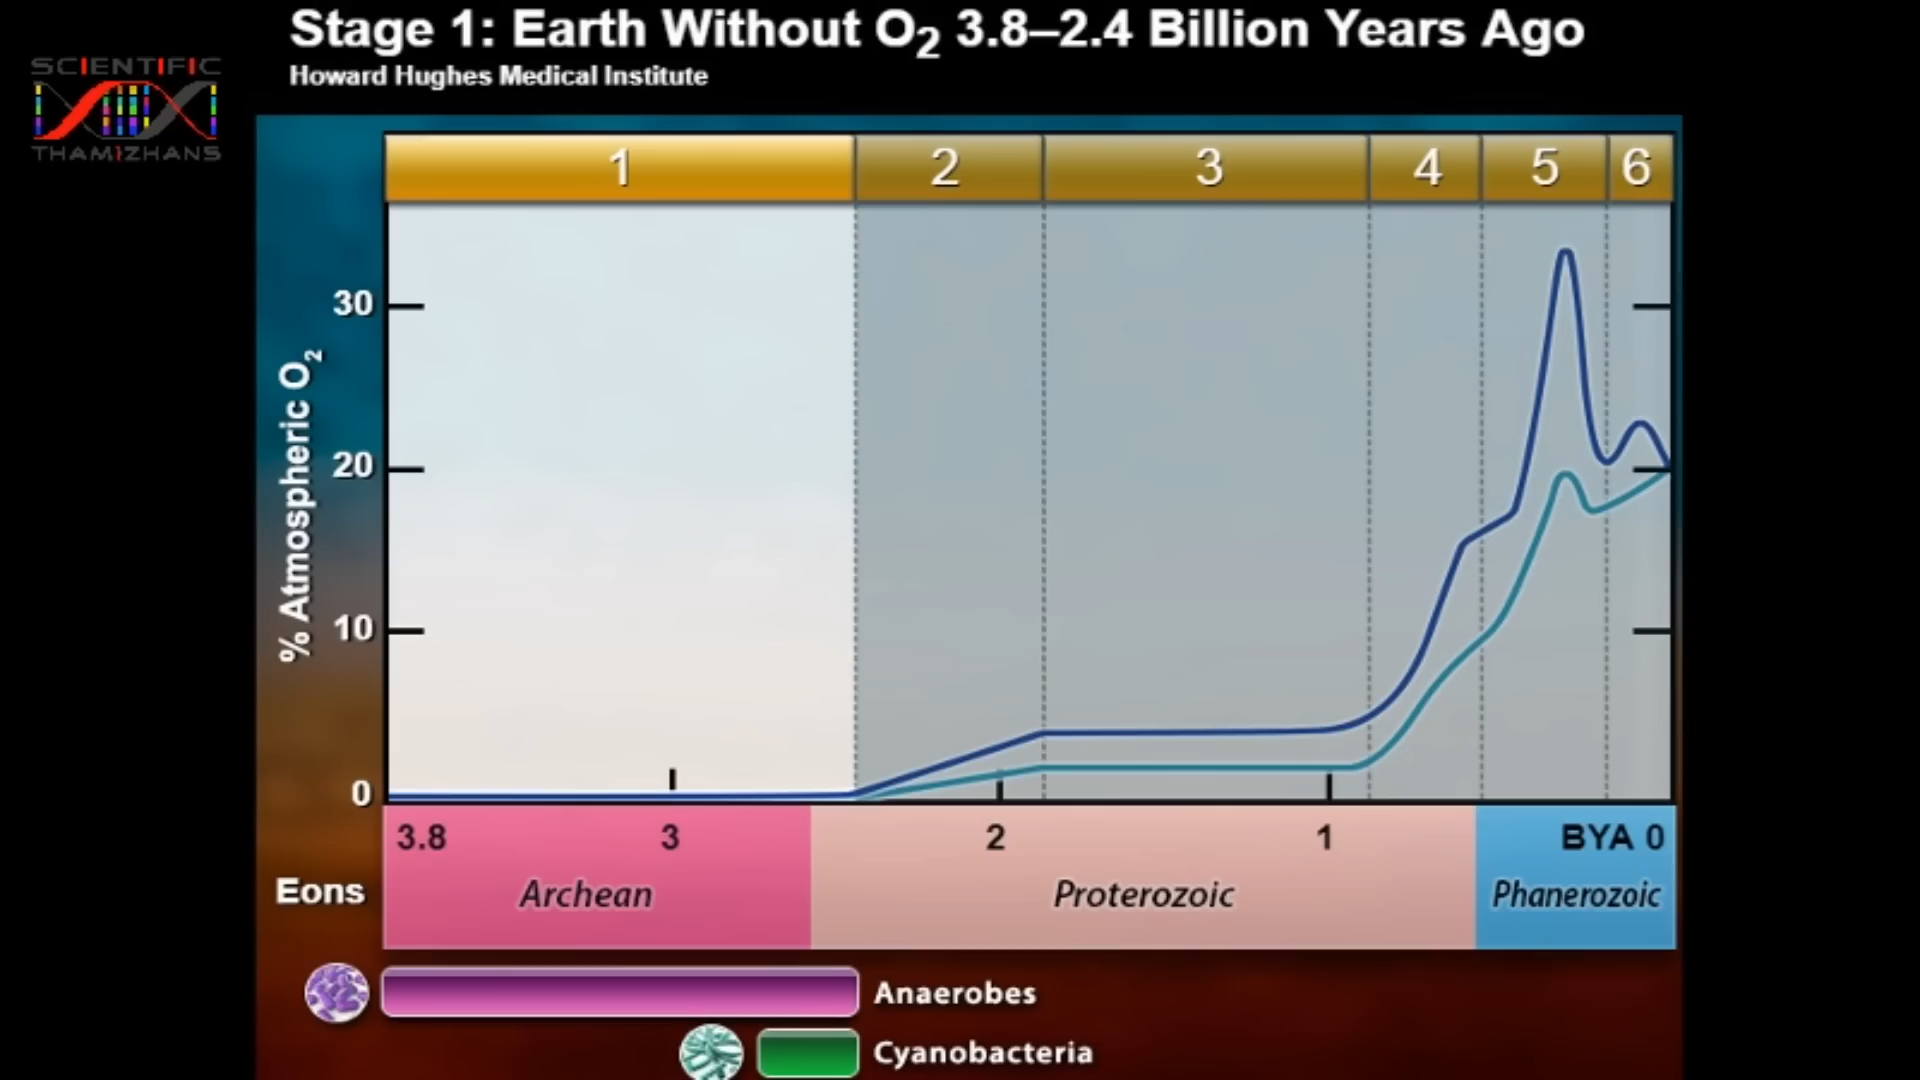 Stage 1: Earth Without O₂ 3.8–2.4 Billion Years Ago
Howard Hughes Medical Institute
SCIENTIFIC
THAMIZHANS
1 2 3 4 5 6
% Atmospheric O₂
30
20
10
0
3.8 3 2 1 BYA 0
Eons Archean Proterozoic Phanerozoic
Anaerobes
Cyanobacteria